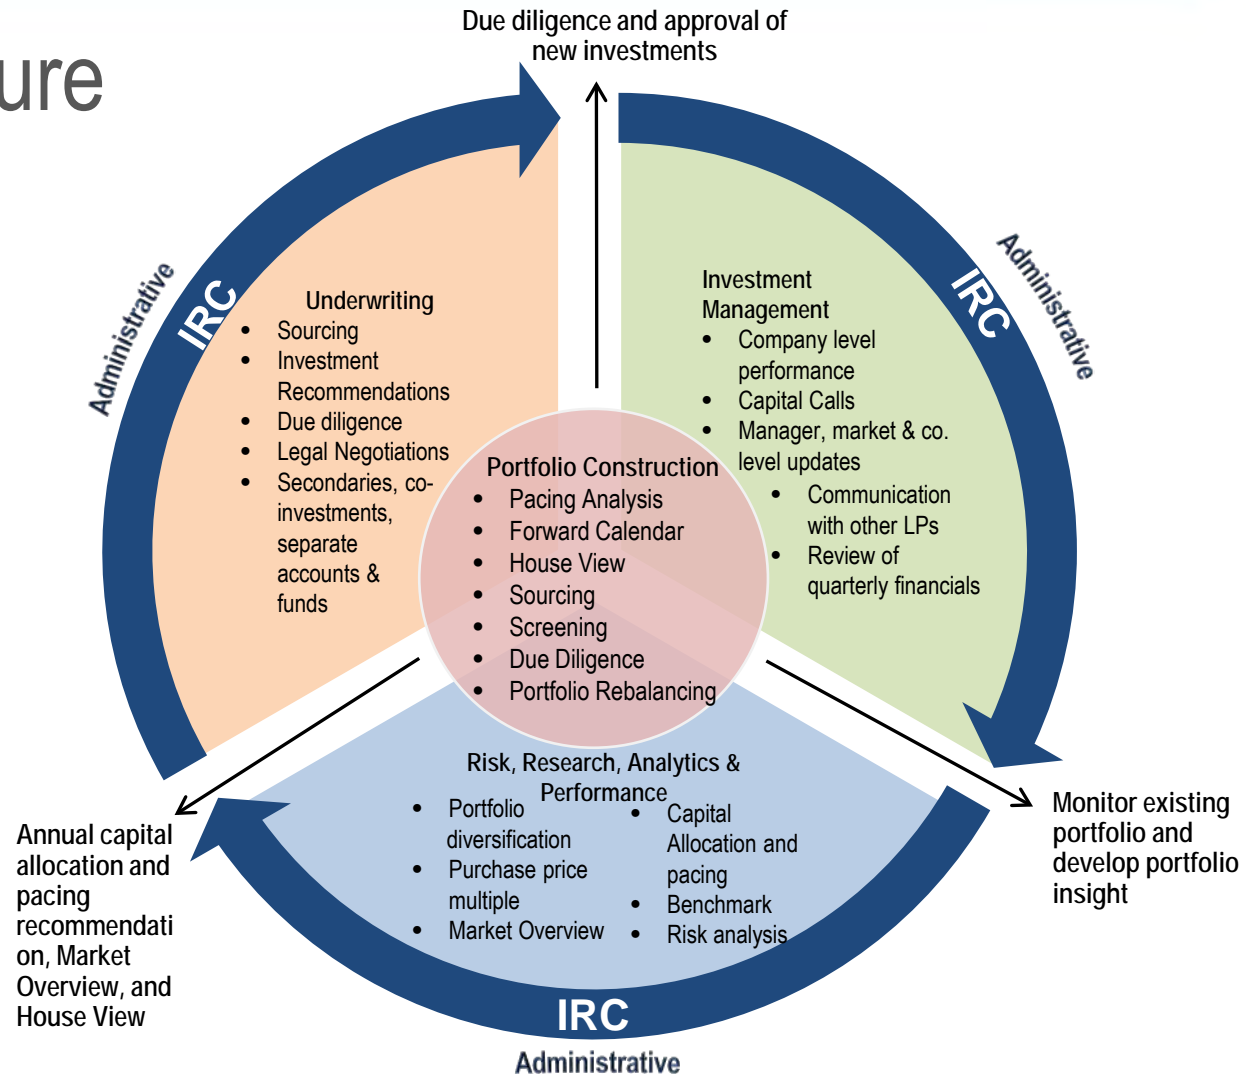 ure
Due diligence and approval of
new investments
Administrative
IRC
Underwriting
• Sourcing
• Investment
Recommendations
• Due diligence
• Legal Negotiations
• Secondaries, co-
investments,
separate
accounts &
funds
IRC
Administrative
Investment
Management
• Company level
performance
• Capital Calls
• Manager, market & co.
level updates
• Communication
with other LPs
• Review of
quarterly financials
Portfolio Construction
• Pacing Analysis
• Forward Calendar
• House View
• Sourcing
• Screening
• Due Diligence
• Portfolio Rebalancing
Risk, Research, Analytics &
Performance
• Portfolio
diversification
• Purchase price
multiple
• Market Overview
• Capital
Allocation and
pacing
• Benchmark
• Risk analysis
Annual capital
allocation and
pacing
recommendati
on, Market
Overview, and
House View
Monitor existing
portfolio and
develop portfolio
insight
IRC
Administrative